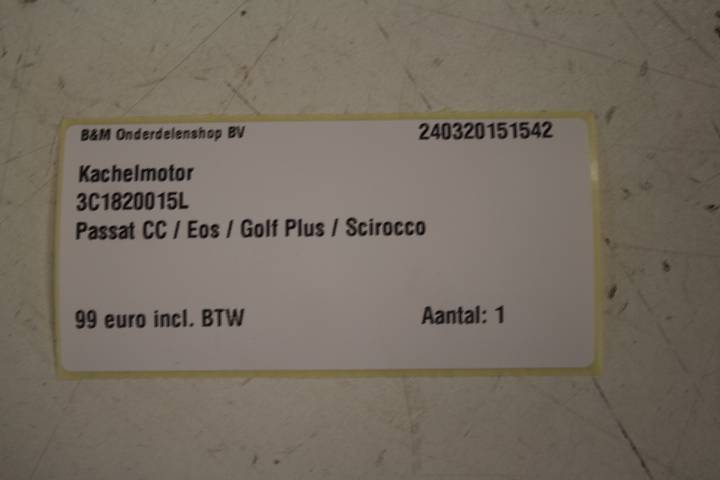 B&M Onderdelenshop BV 240320151542
Kachelmotor
3C1820015L
Passat CC / Eos / Golf Plus / Scirocco
99 euro incl. BTW Aantal: 1